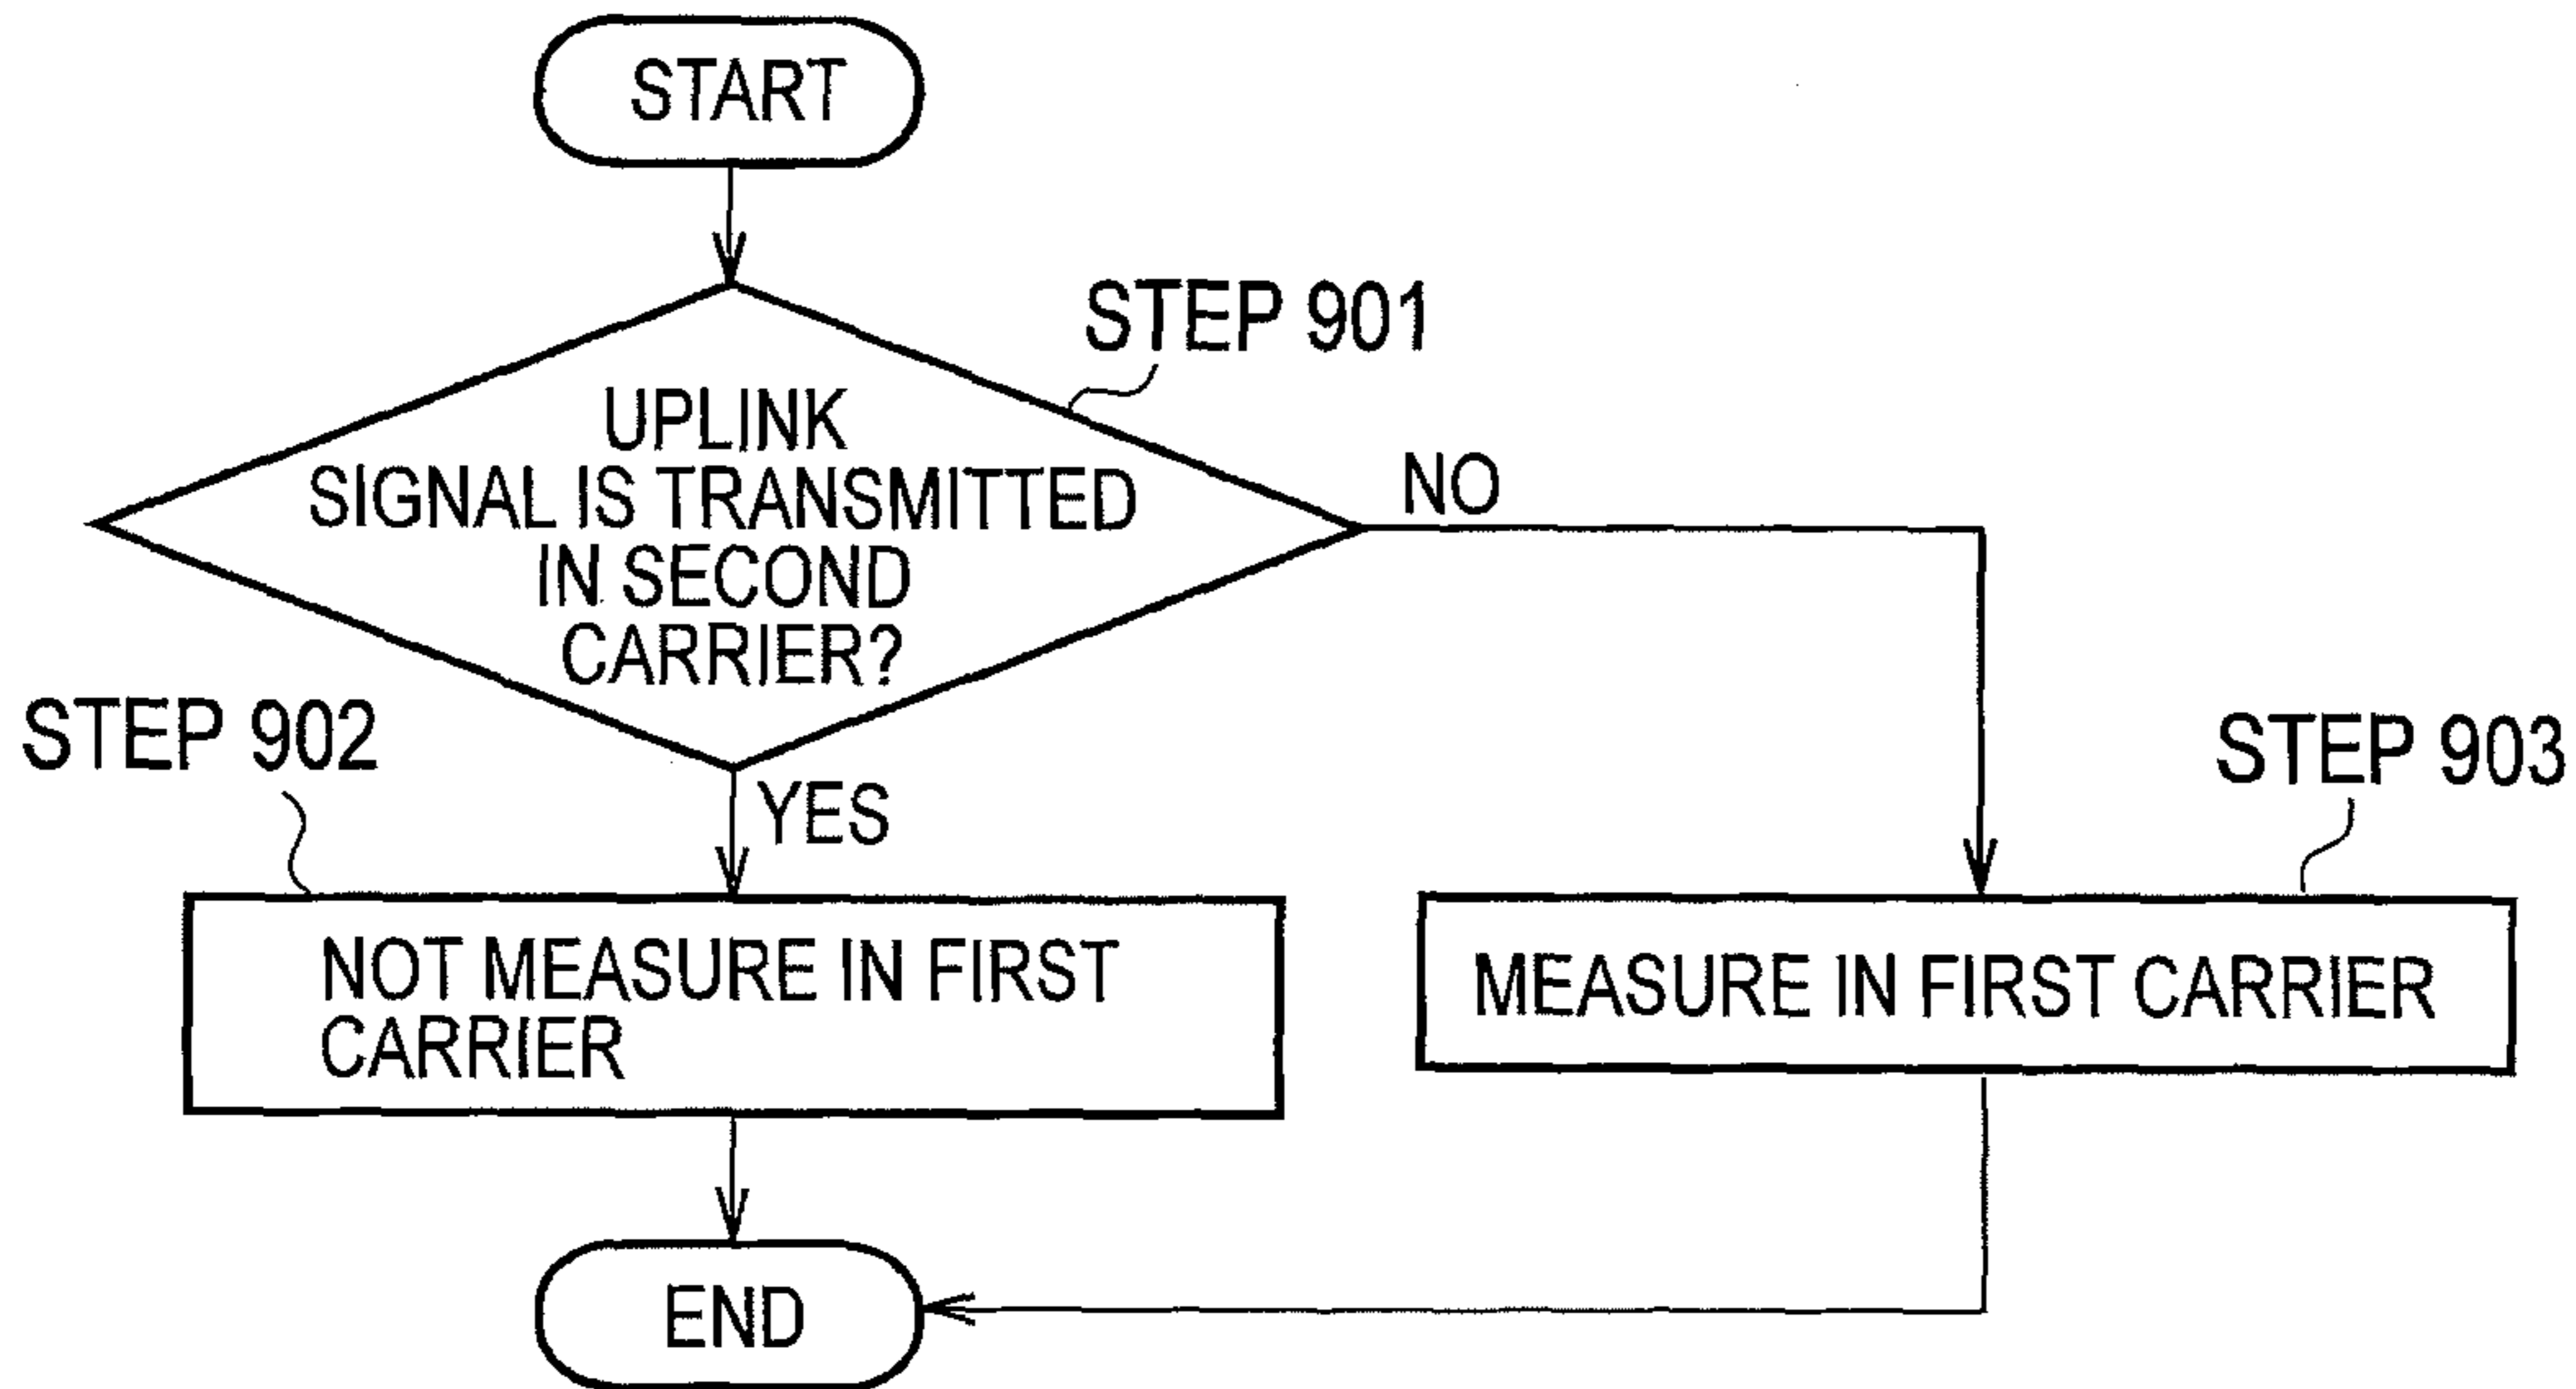 START
STEP 901
UPLINK
SIGNAL IS TRANSMITTED
IN SECOND
CARRIER?
NO
YES
STEP 902
NOT MEASURE IN FIRST
CARRIER
STEP 903
MEASURE IN FIRST CARRIER
END